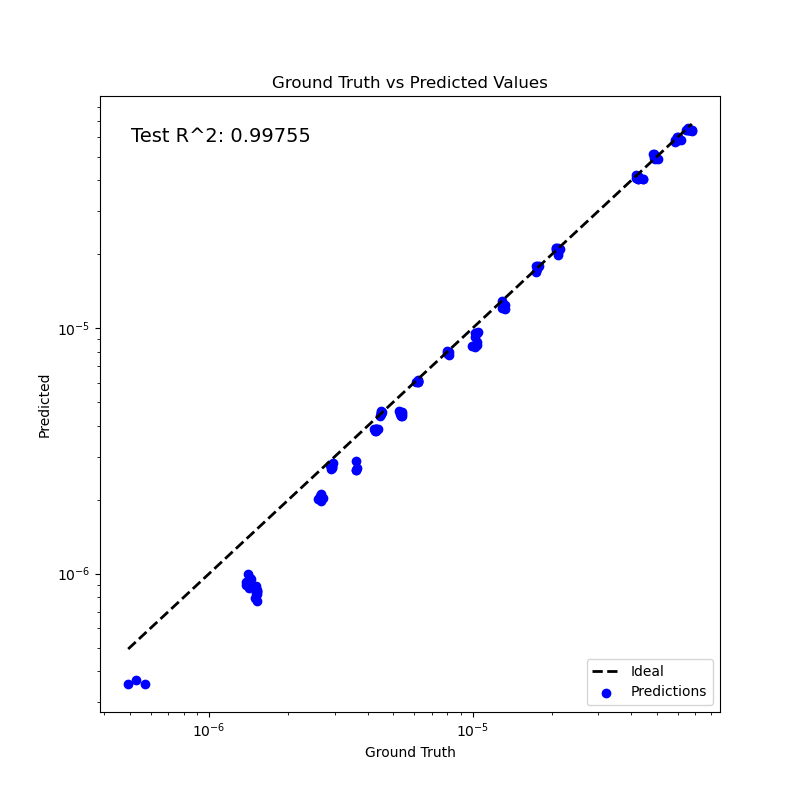 Ground Truth vs Predicted Values
Test R^2: 0.99755
Predicted
10⁻⁵
10⁻⁶
Ideal
Predictions
10⁻⁶ 10⁻⁵
Ground Truth